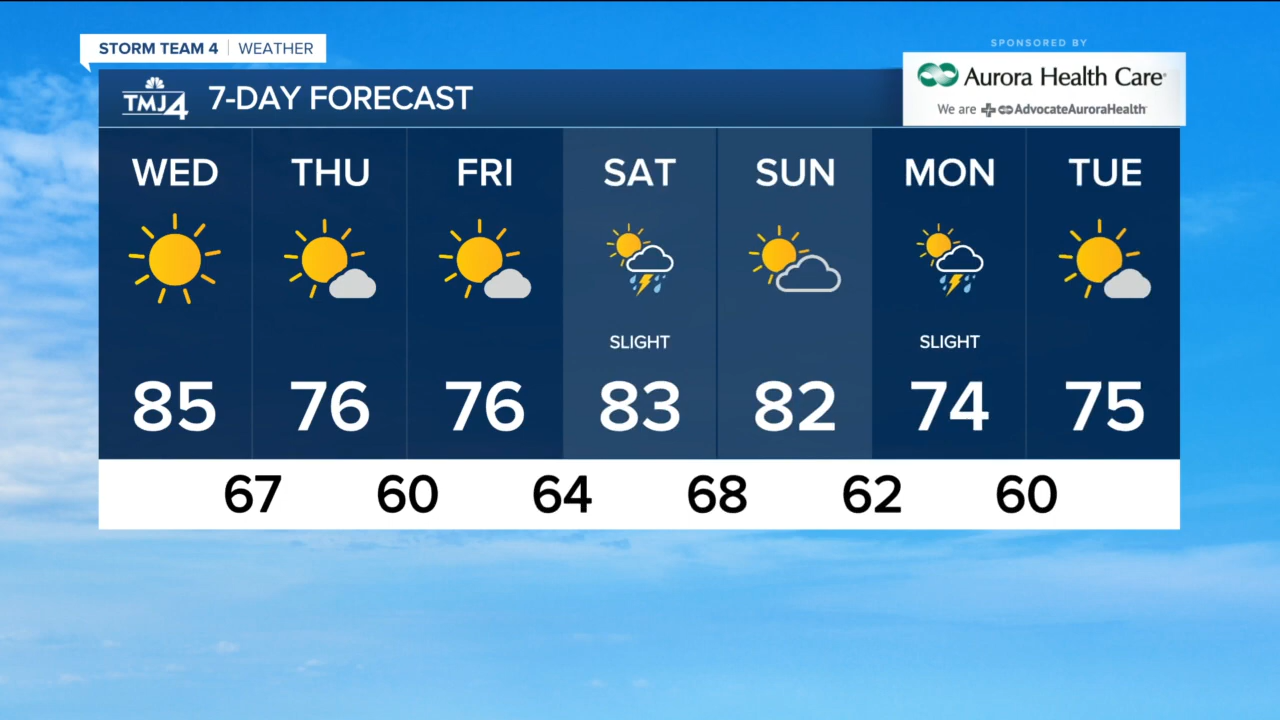 STORM TEAM 4 | WEATHER
SPONSORED BY
Aurora Health Care®
We are AdvocateAuroraHealth
TMJ4 7-DAY FORECAST
WED THU FRI SAT SUN MON TUE
SLIGHT SLIGHT
85 76 76 83 82 74 75
67 60 64 68 62 60